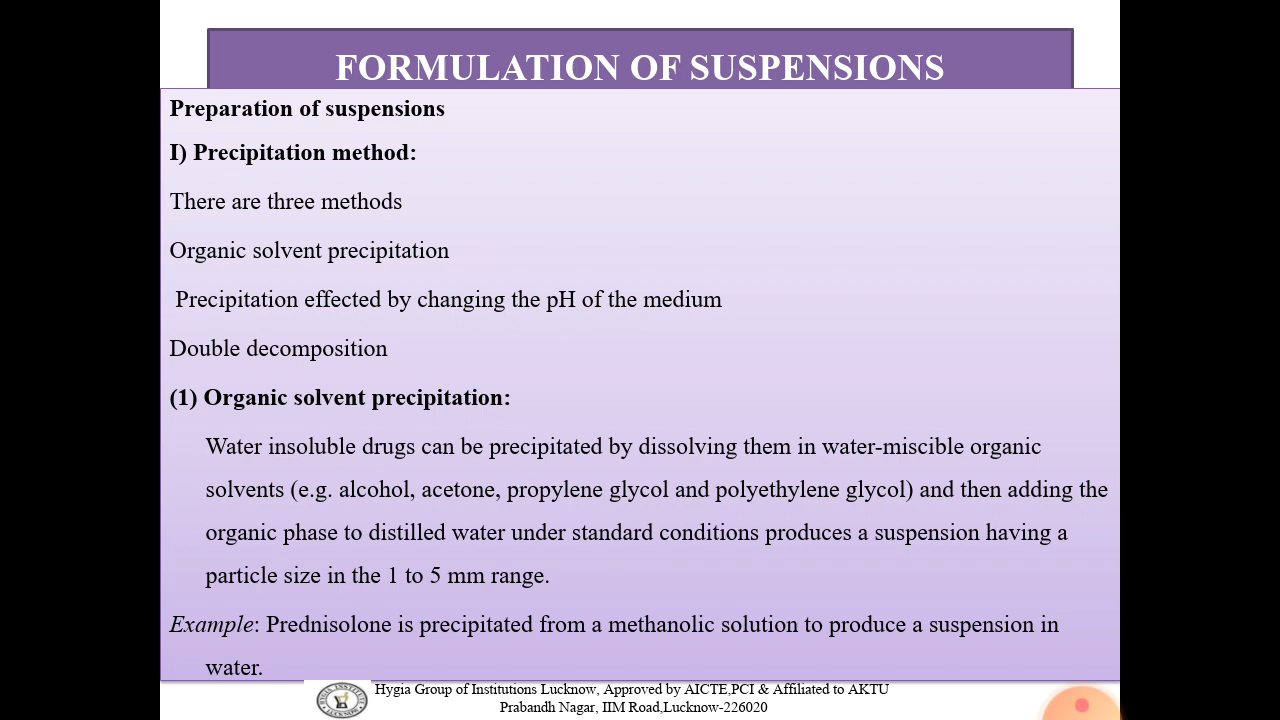 FORMULATION OF SUSPENSIONS
Preparation of suspensions
I) Precipitation method:
There are three methods
Organic solvent precipitation
Precipitation effected by changing the pH of the medium
Double decomposition
(1) Organic solvent precipitation:
Water insoluble drugs can be precipitated by dissolving them in water-miscible organic
solvents (e.g. alcohol, acetone, propylene glycol and polyethylene glycol) and then adding the
organic phase to distilled water under standard conditions produces a suspension having a
particle size in the 1 to 5 mm range.
Example: Prednisolone is precipitated from a methanolic solution to produce a suspension in
water.
Hygia Group of Institutions Lucknow, Approved by AICTE,PCI & Affiliated to AKTU
Prabandh Nagar, IIM Road,Lucknow-226020